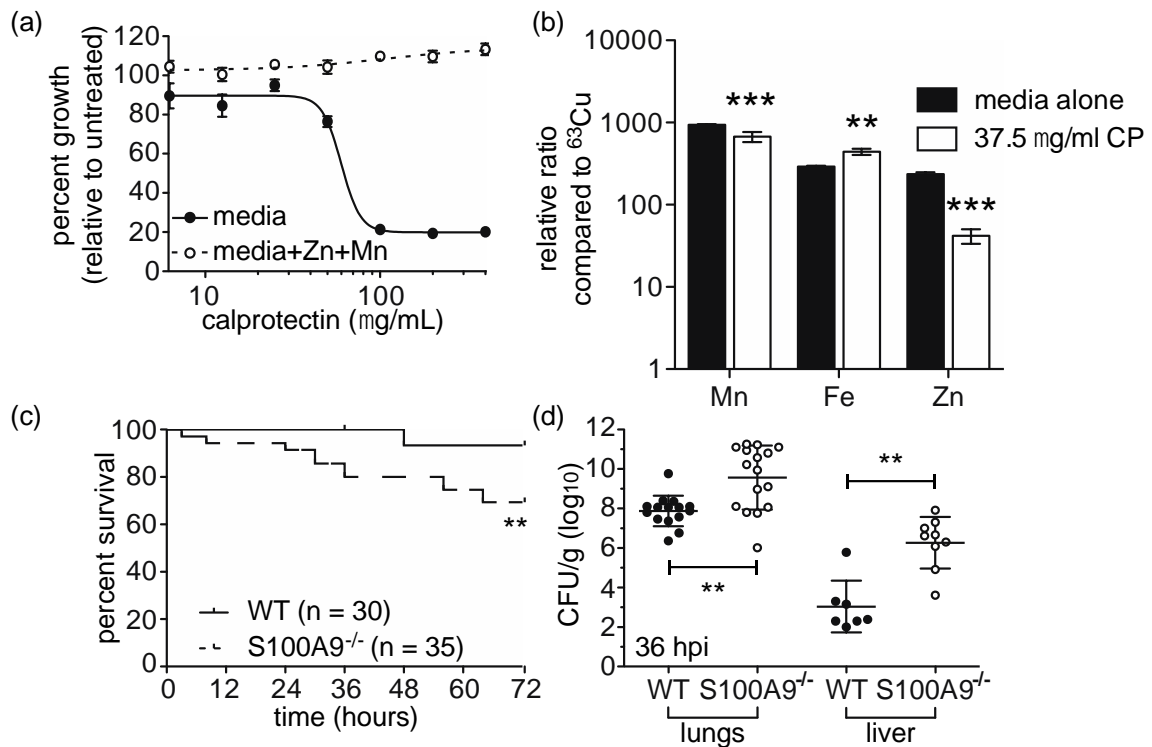 (a)
120
100
80
60
40
20
0
percent growth
(relative to untreated)
media
media+Zn+Mn
10
100
calprotectin (mg/mL)
(b)
10000
1000
100
10
1
relative ratio
compared to ⁶³Cu
***
**
***
media alone
37.5 mg/ml CP
Mn
Fe
Zn
(c)
100
80
60
40
20
0
percent survival
**
WT (n = 30)
S100A9⁻/⁻ (n = 35)
0
12
24
36
48
60
72
time (hours)
(d)
12
10
8
6
4
2
0
CFU/g (log₁₀)
**
**
36 hpi
WT S100A9⁻/⁻
WT S100A9⁻/⁻
lungs
liver